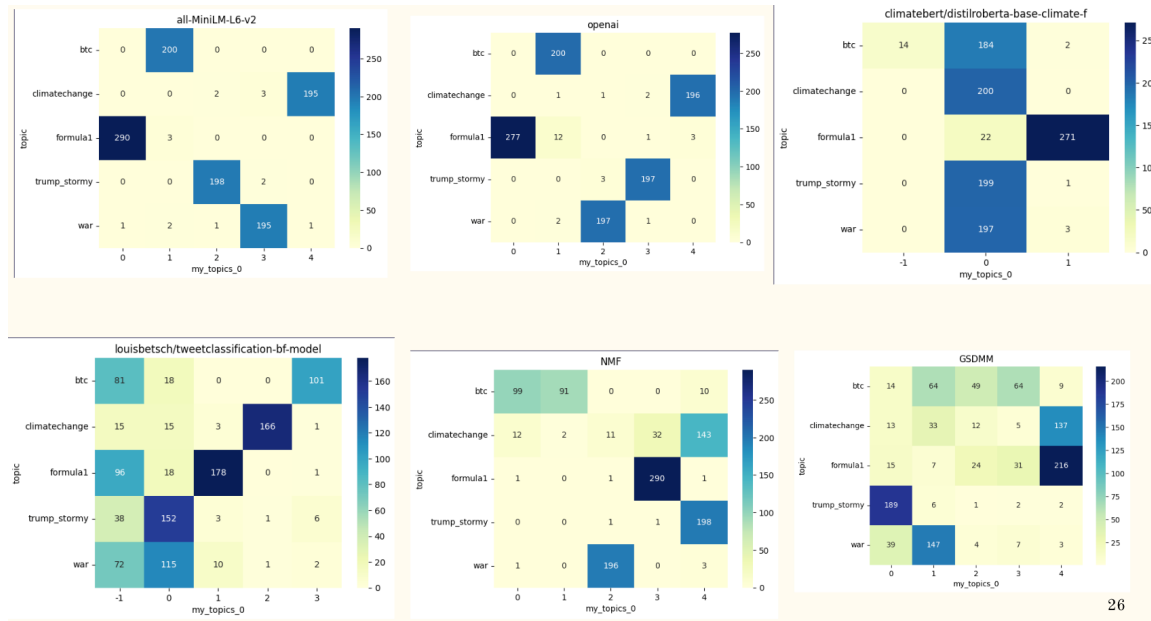 all-MiniLM-L6-v2
topic
btc 0 200 0 0 0
climatechange 0 0 2 3 195
formula1 290 3 0 0 0
trump_stormy 0 0 198 2 0
war 1 2 1 195 1
0 1 2 3 4
my_topics_0
250
200
150
100
50
0
openai
topic
btc 0 200 0 0 0
climatechange 0 1 1 2 196
formula1 277 12 0 1 3
trump_stormy 0 0 3 197 0
war 0 2 197 1 0
0 1 2 3 4
my_topics_0
250
200
150
100
50
0
climatebert/distilroberta-base-climate-f
topic
btc 14 184 2
climatechange 0 200 0
formula1 0 22 271
trump_stormy 0 199 1
war 0 197 3
-1 0 1
my_topics_0
250
200
150
100
50
0
louisbetsch/tweetclassification-bf-model
topic
btc 81 18 0 0 101
climatechange 15 15 3 166 1
formula1 96 18 178 0 1
trump_stormy 38 152 3 1 6
war 72 115 10 1 2
-1 0 1 2 3
my_topics_0
160
140
120
100
80
60
40
20
0
NMF
topic
btc 99 91 0 0 10
climatechange 12 2 11 32 143
formula1 1 0 1 290 1
trump_stormy 0 0 1 1 198
war 1 0 196 0 3
0 1 2 3 4
my_topics_0
250
200
150
100
50
0
GSDMM
topic
btc 14 64 49 64 9
climatechange 13 33 12 5 137
formula1 15 7 24 31 216
trump_stormy 189 6 1 2 2
war 39 147 4 7 3
0 1 2 3 4
my_topics_0
200
175
150
125
100
75
50
25
26